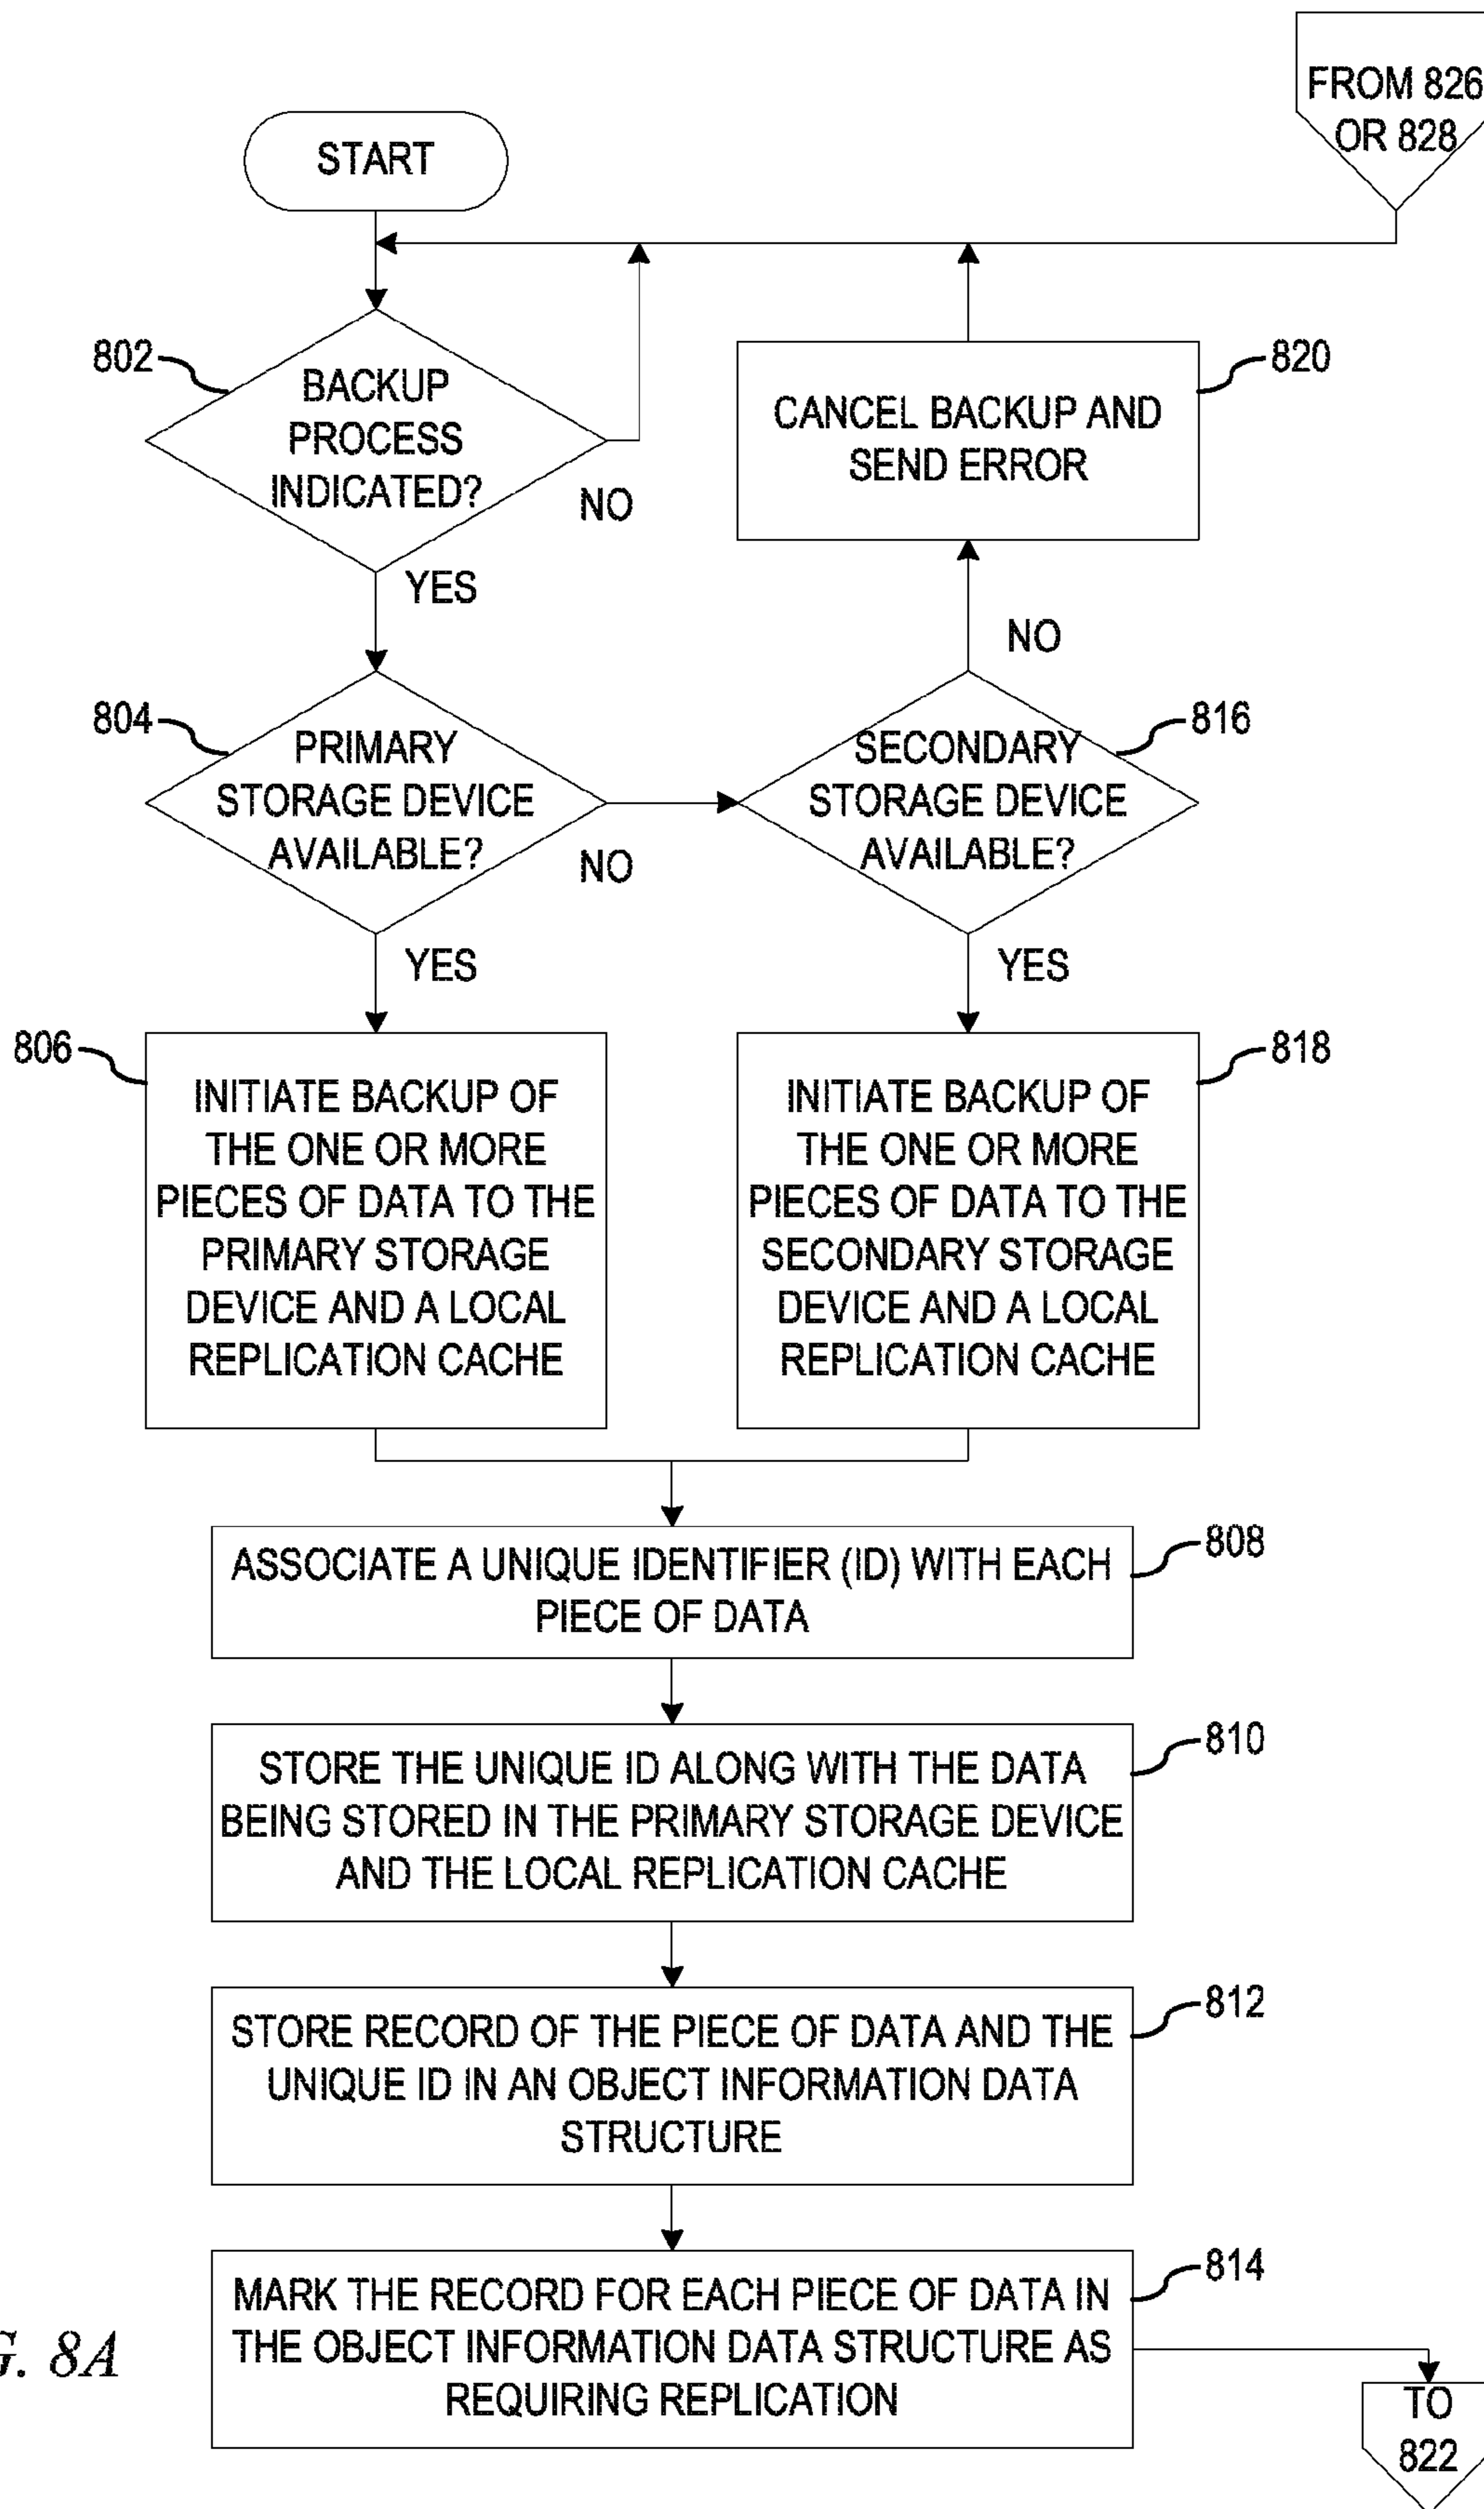 FROM 826
OR 828
START
802
BACKUP
PROCESS
INDICATED?
NO
YES
820
CANCEL BACKUP AND
SEND ERROR
NO
804
PRIMARY
STORAGE DEVICE
AVAILABLE?
NO
YES
816
SECONDARY
STORAGE DEVICE
AVAILABLE?
YES
806
INITIATE BACKUP OF
THE ONE OR MORE
PIECES OF DATA TO THE
PRIMARY STORAGE
DEVICE AND A LOCAL
REPLICATION CACHE
818
INITIATE BACKUP OF
THE ONE OR MORE
PIECES OF DATA TO THE
SECONDARY STORAGE
DEVICE AND A LOCAL
REPLICATION CACHE
808
ASSOCIATE A UNIQUE IDENTIFIER (ID) WITH EACH
PIECE OF DATA
810
STORE THE UNIQUE ID ALONG WITH THE DATA
BEING STORED IN THE PRIMARY STORAGE DEVICE
AND THE LOCAL REPLICATION CACHE
812
STORE RECORD OF THE PIECE OF DATA AND THE
UNIQUE ID IN AN OBJECT INFORMATION DATA
STRUCTURE
814
MARK THE RECORD FOR EACH PIECE OF DATA IN
THE OBJECT INFORMATION DATA STRUCTURE AS
REQUIRING REPLICATION
G. 8A
TO
822